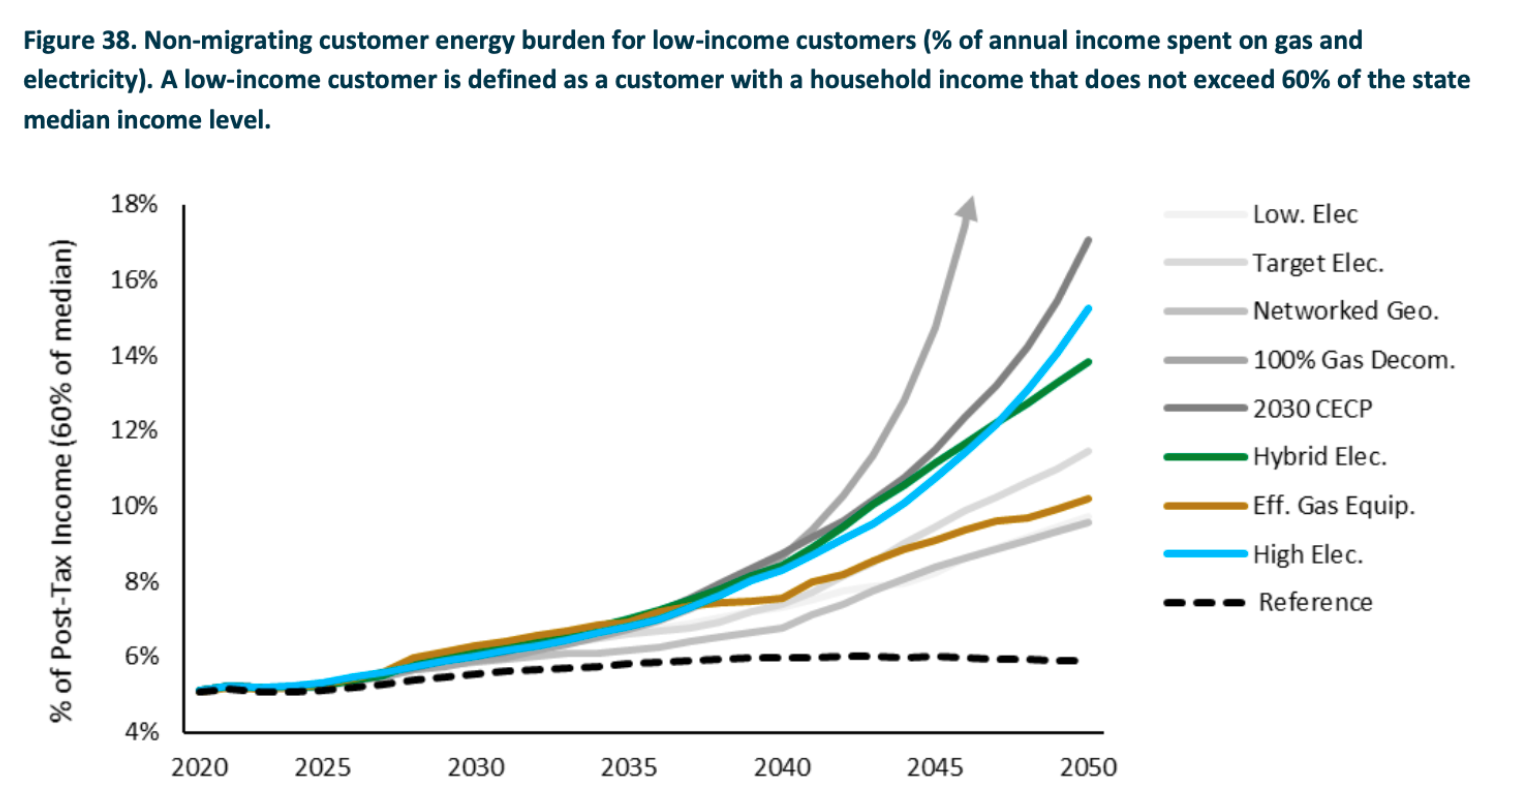 Figure 38. Non-migrating customer energy burden for low-income customers (% of annual income spent on gas and
electricity). A low-income customer is defined as a customer with a household income that does not exceed 60% of the state
median income level.
% of Post-Tax Income (60% of median)
18%
16%
14%
12%
10%
8%
6%
4%
2020 2025 2030 2035 2040 2045 2050
Low. Elec
Target Elec.
Networked Geo.
100% Gas Decom.
2030 CECP
Hybrid Elec.
Eff. Gas Equip.
High Elec.
Reference